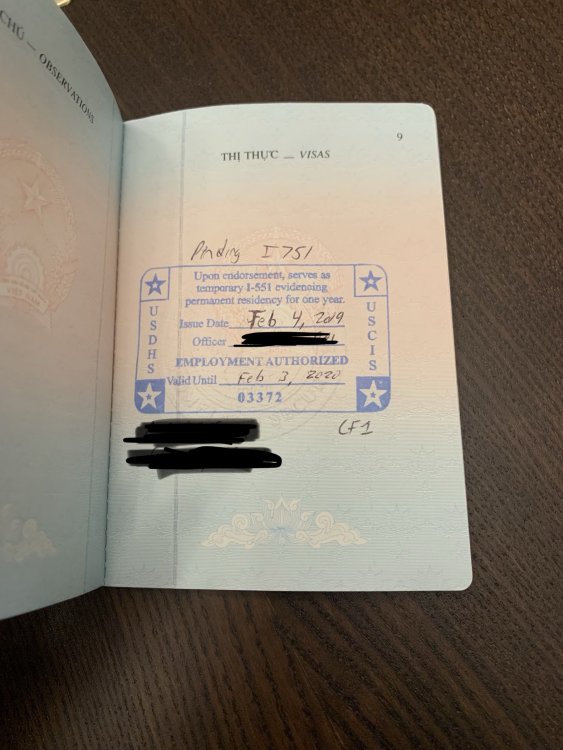 CHÚ — OBSERVATIONS
9
THỊ THỰC — VISAS
Pending I 751
Upon endorsement, serves as
temporary I-551 evidencing
permanent residency for one year.
Issue Date Feb 4, 2019
Officer
EMPLOYMENT AUTHORIZED
Valid Until Feb 3, 2020
03372
USDHS
USCIS
CF1